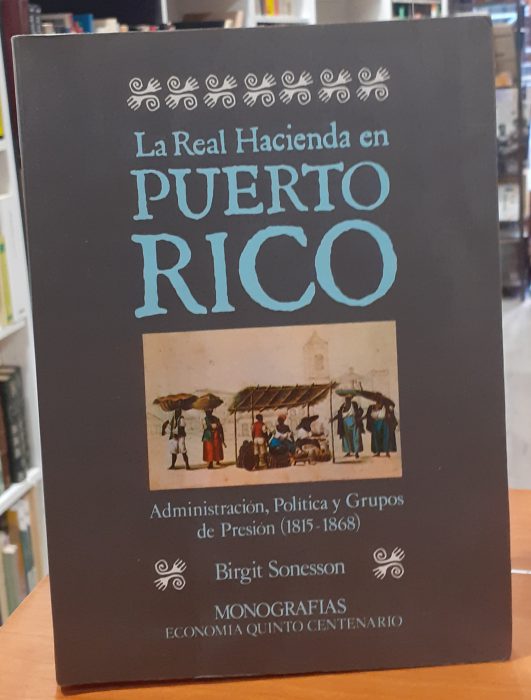 La Real Hacienda en
PUERTO
RICO
Administración, Política y Grupos
de Presión (1815-1868)
Birgit Sonesson
MONOGRAFIAS
ECONOMIA QUINTO CENTENARIO